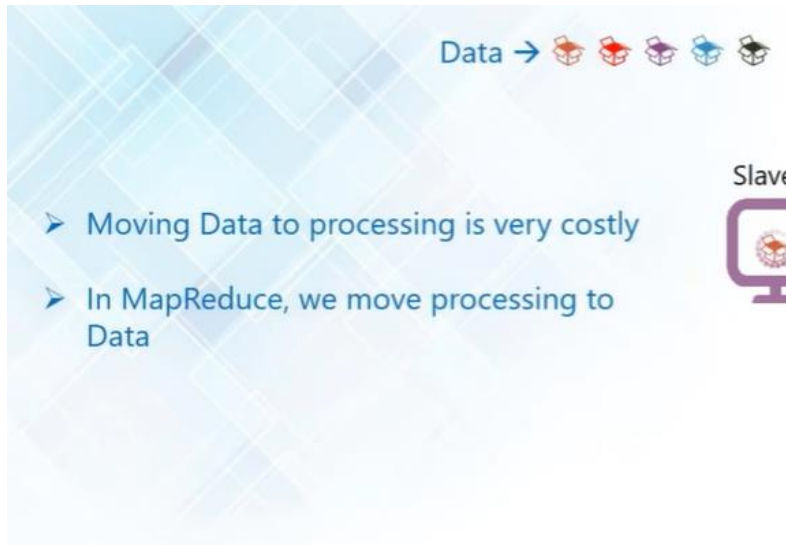 Data →
Slave
➢ Moving Data to processing is very costly
➢ In MapReduce, we move processing to
Data